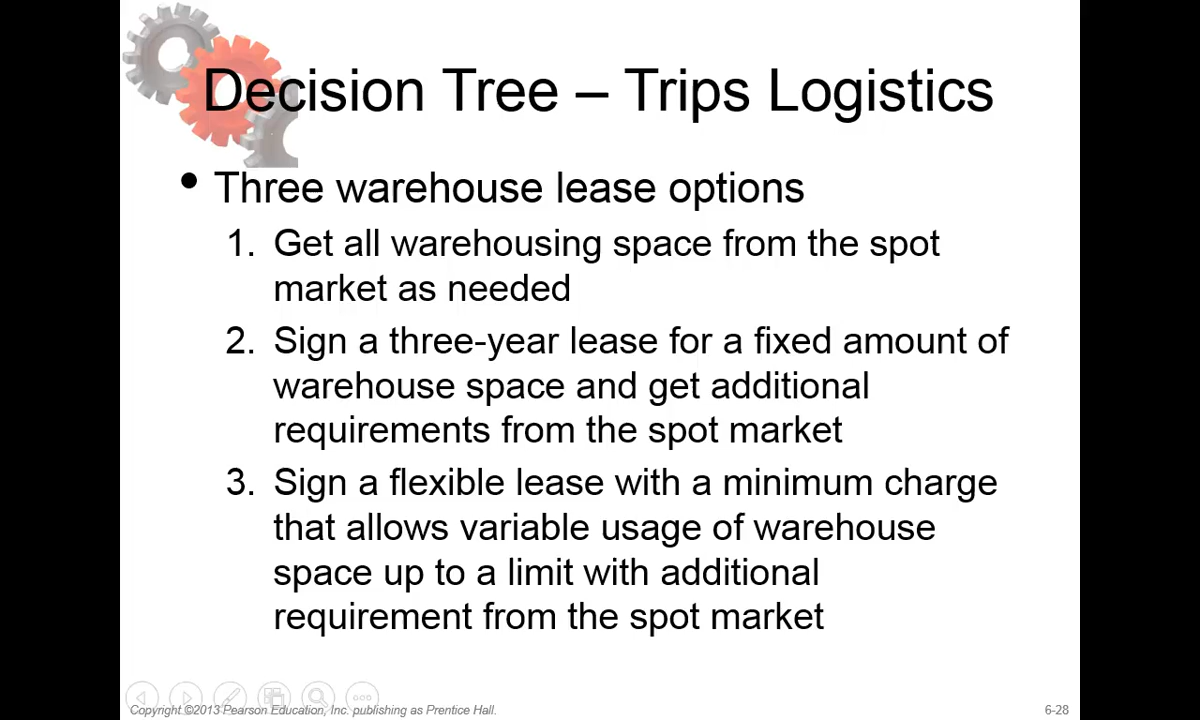 Decision Tree – Trips Logistics
• Three warehouse lease options
1. Get all warehousing space from the spot
market as needed
2. Sign a three-year lease for a fixed amount of
warehouse space and get additional
requirements from the spot market
3. Sign a flexible lease with a minimum charge
that allows variable usage of warehouse
space up to a limit with additional
requirement from the spot market
Copyright ©2013 Pearson Education, Inc. publishing as Prentice Hall.
6-28